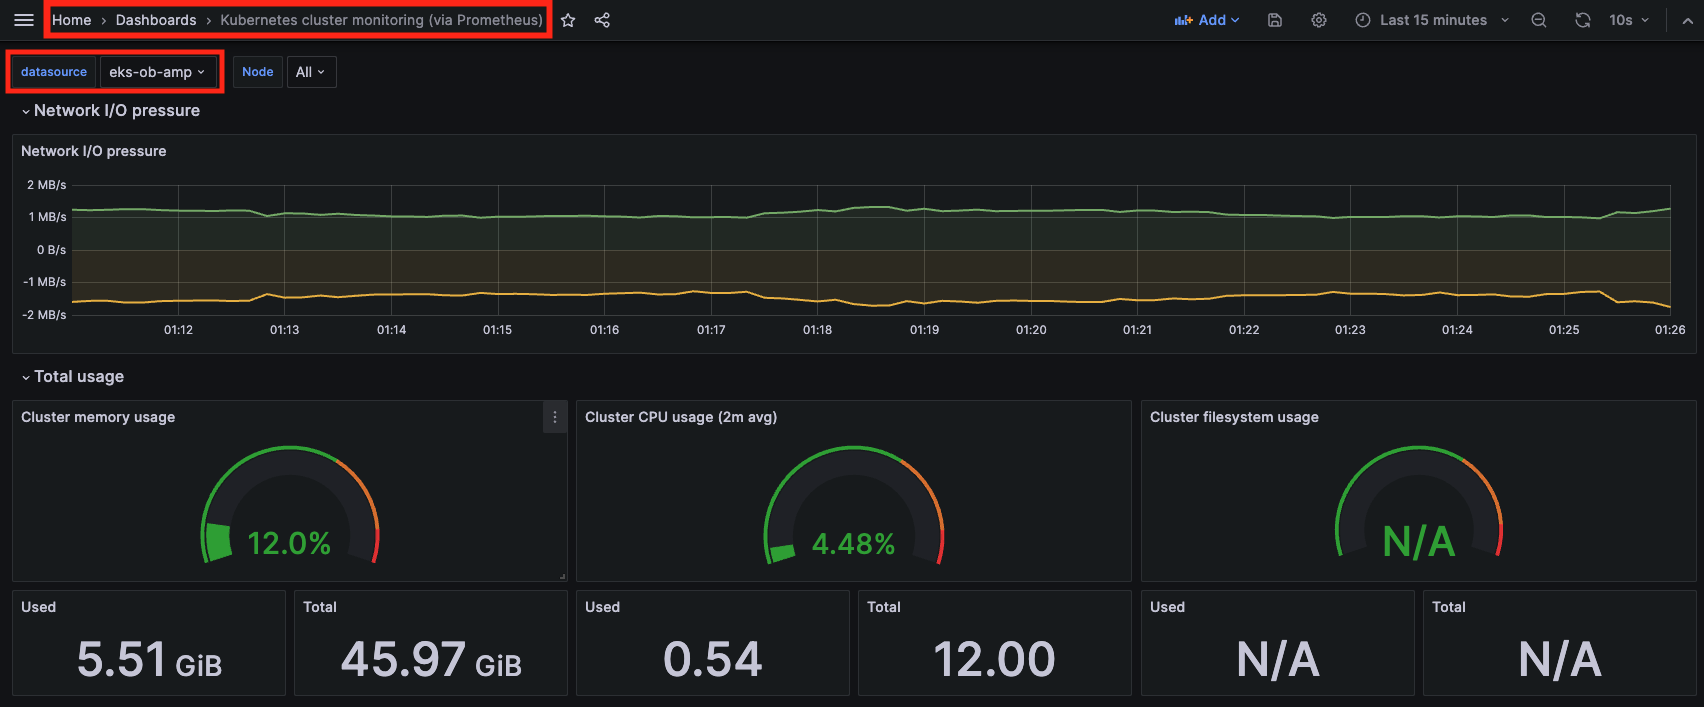 Home > Dashboards > Kubernetes cluster monitoring (via Prometheus)
Add
Last 15 minutes
10s
datasource eks-ob-amp
Node All
Network I/O pressure
Network I/O pressure
2 MB/s
1 MB/s
0 B/s
-1 MB/s
-2 MB/s
01:12 01:13 01:14 01:15 01:16 01:17 01:18 01:19 01:20 01:21 01:22 01:23 01:24 01:25 01:26
Total usage
Cluster memory usage
12.0%
Cluster CPU usage (2m avg)
4.48%
Cluster filesystem usage
N/A
Used
5.51 GiB
Total
45.97 GiB
Used
0.54
Total
12.00
Used
N/A
Total
N/A